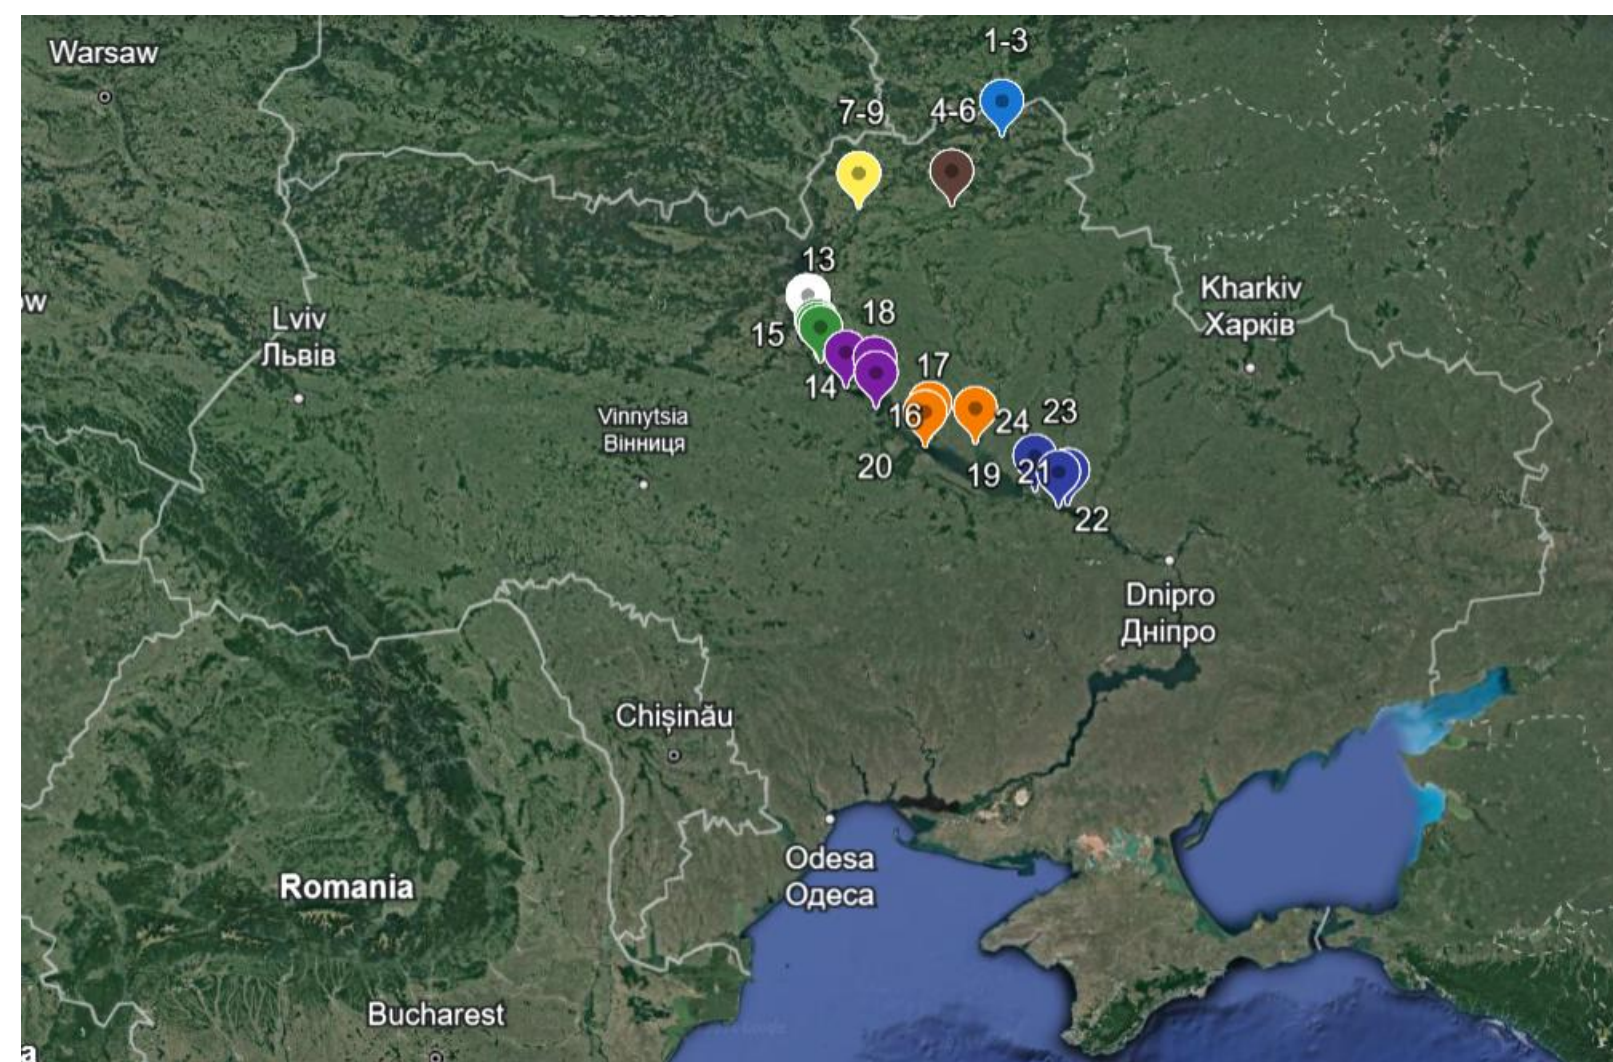 1-3
Warsaw
7-9
4-6
13
Kharkiv
Харків
Lviv
Львів
15
18
14
17
Vinnytsia
Вінниця
16
24
23
20
19
21
22
Dnipro
Дніпро
Chișinău
Odesa
Одеса
Romania
Bucharest